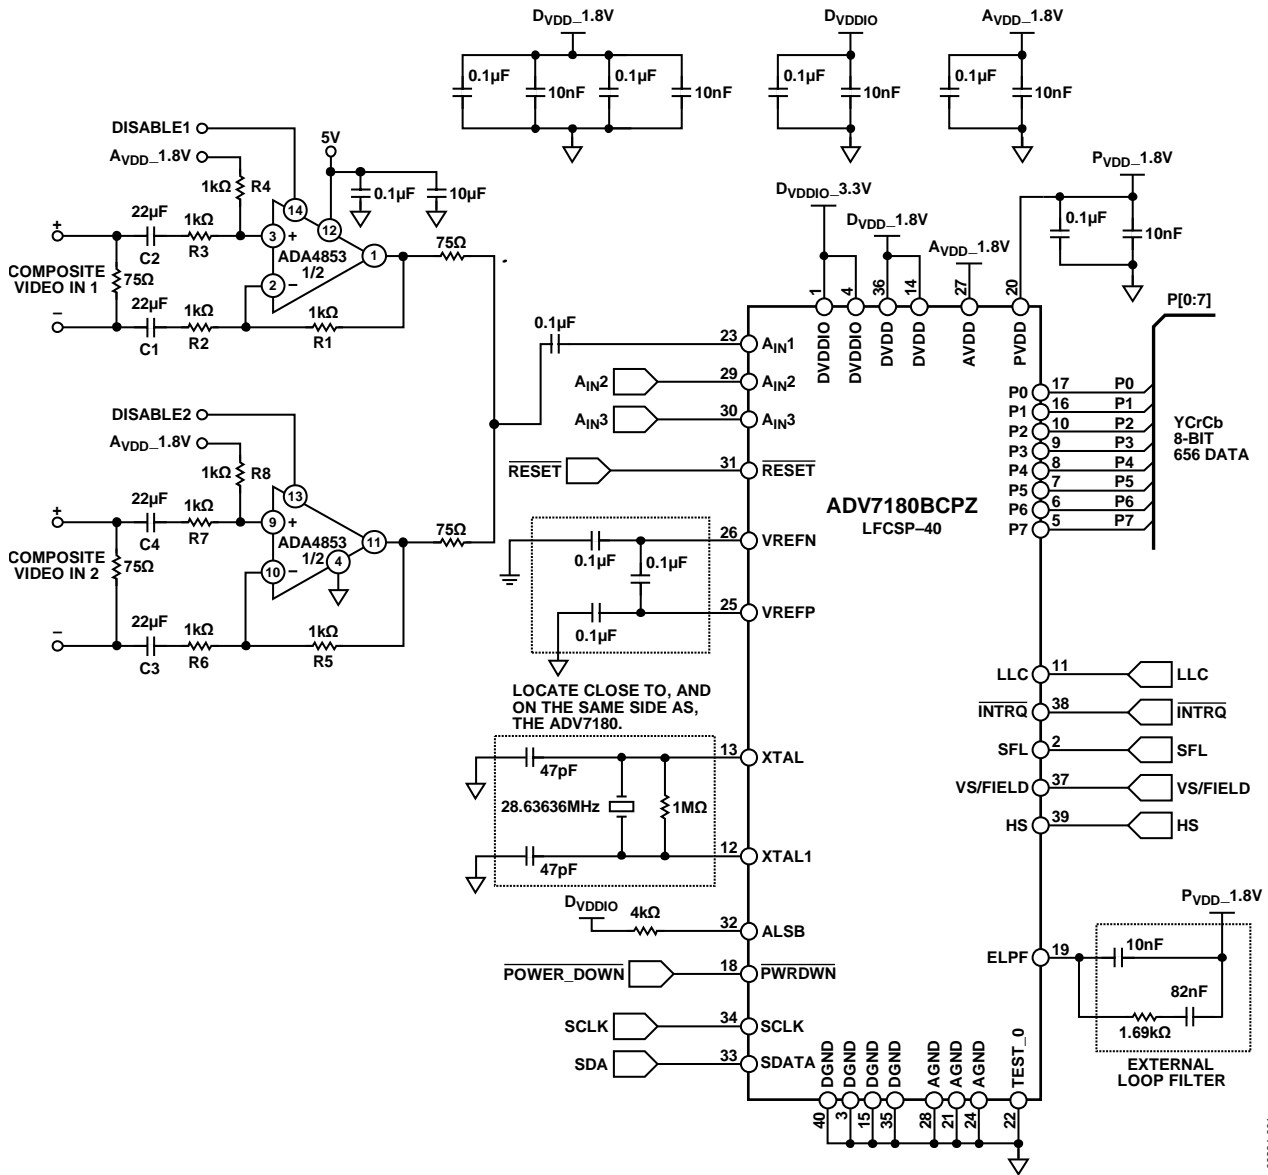 DVDD_1.8V
0.1µF
10nF
0.1µF
10nF
DVDDIO
0.1µF
10nF
AVDD_1.8V
0.1µF
10nF
PVDD_1.8V
0.1µF
10nF
DISABLE1
AVDD_1.8V
1kΩ
R4
5V
0.1µF
10µF
14
12
+
22µF
C2
1kΩ
R3
3
+
ADA4853
1/2
1
75Ω
COMPOSITE
VIDEO IN 1
75Ω
2
–
–
22µF
C1
1kΩ
R2
1kΩ
R1
DISABLE2
AVDD_1.8V
1kΩ
R8
13
+
22µF
C4
1kΩ
R7
9
+
ADA4853
1/2
11
4
75Ω
COMPOSITE
VIDEO IN 2
75Ω
10
–
–
22µF
C3
1kΩ
R6
1kΩ
R5
DVDDIO_3.3V
DVDD_1.8V
AVDD_1.8V
1
4
36
14
27
20
DVDDIO
DVDDIO
DVDD
DVDD
AVDD
PVDD
0.1µF
23
AIN1
AIN2
29
AIN2
AIN3
30
AIN3
RESET
31
RESET
ADV7180BCPZ
LFCSP–40
26
VREFN
0.1µF
0.1µF
25
VREFP
0.1µF
LOCATE CLOSE TO, AND
ON THE SAME SIDE AS,
THE ADV7180.
13
XTAL
47pF
28.63636MHz
1MΩ
12
XTAL1
47pF
DVDDIO
4kΩ
32
ALSB
POWER_DOWN
18
PWRDWN
SCLK
34
SCLK
SDA
33
SDATA
P[0:7]
P0
17
P0
P1
16
P1
P2
10
P2
P3
9
P3
P4
8
P4
P5
7
P5
P6
6
P6
P7
5
P7
YCrCb
8-BIT
656 DATA
LLC
11
LLC
INTRQ
38
INTRQ
SFL
2
SFL
VS/FIELD
37
VS/FIELD
HS
39
HS
PVDD_1.8V
ELPF
19
10nF
82nF
1.69kΩ
EXTERNAL
LOOP FILTER
DGND
DGND
DGND
DGND
AGND
AGND
AGND
TEST_0
40
3
15
35
28
21
24
22